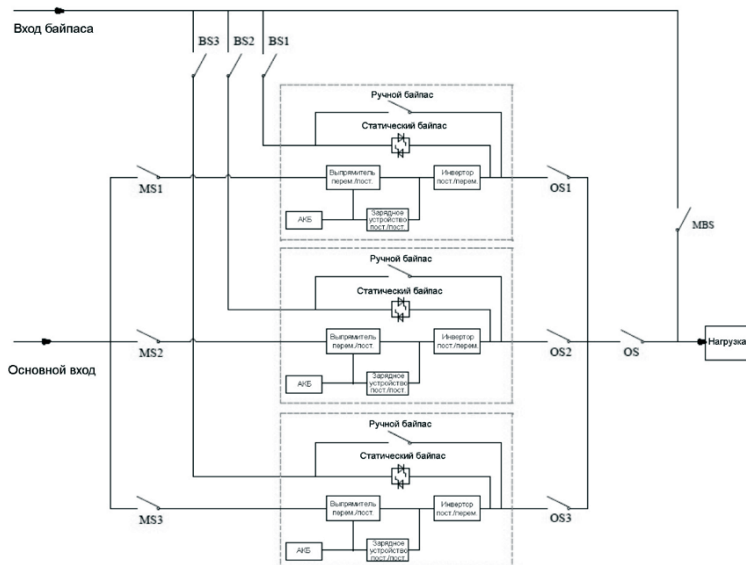 Вход байпаса
BS3
BS2
BS1
Ручной байпас
Статический байпас
MS1
Выпрямитель
перем./пост.
Инвертор
пост./перем.
OS1
АКБ
Зарядное
устройство
пост./пост.
MBS
Ручной байпас
Статический байпас
MS2
Выпрямитель
перем./пост.
Инвертор
пост./перем.
OS2
OS
Нагрузка
Основной вход
АКБ
Зарядное
устройство
пост./пост.
Ручной байпас
Статический байпас
MS3
Выпрямитель
перем./пост.
Инвертор
пост./перем.
OS3
АКБ
Зарядное
устройство
пост./пост.